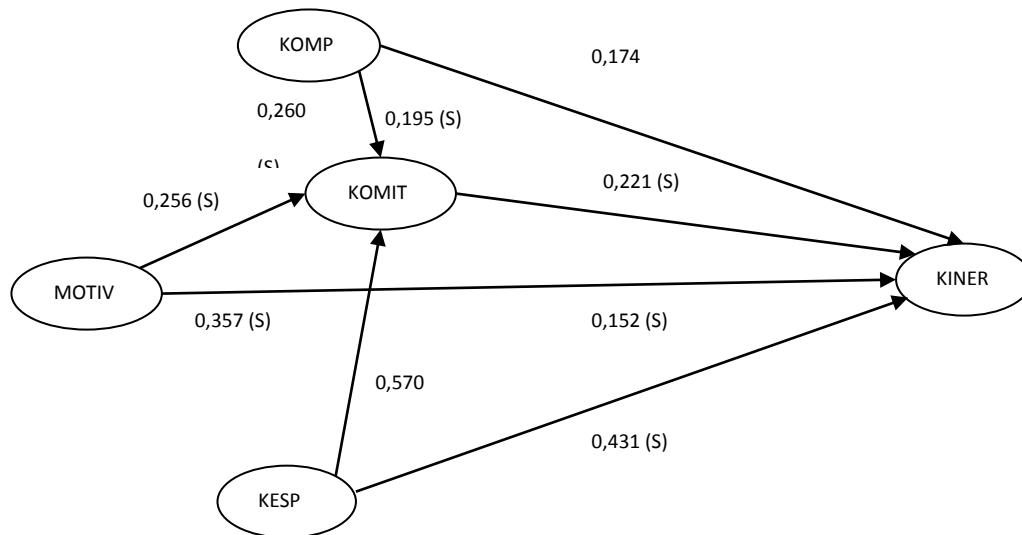 KOMP
0,174
0,260
0,195 (S)
(S)
KOMIT
0,256 (S)
0,221 (S)
MOTIV
KINER
0,357 (S)
0,152 (S)
0,570
0,431 (S)
KESP